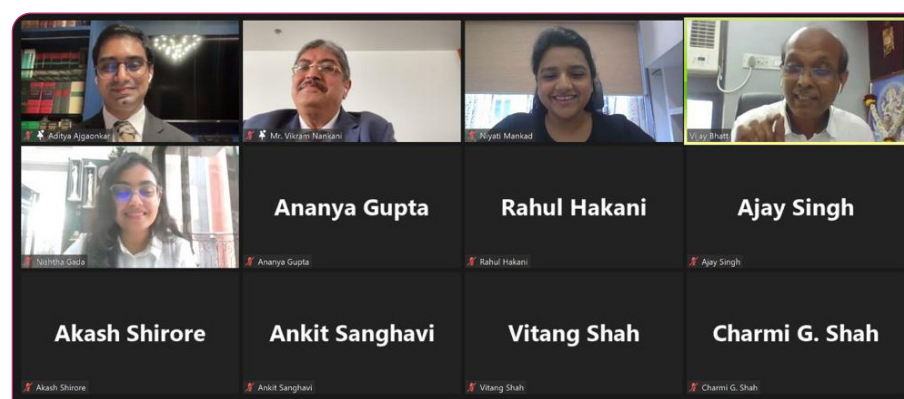 Aditya Ajgaonkar
Mr. Vikram Nankani
Niyati Mankad
Vijay Bhatt
Nishtha Gada
Ananya Gupta
Ananya Gupta
Rahul Hakani
Rahul Hakani
Ajay Singh
Ajay Singh
Akash Shirore
Akash Shirore
Ankit Sanghavi
Ankit Sanghavi
Vitang Shah
Vitang Shah
Charmi G. Shah
Charmi G. Shah